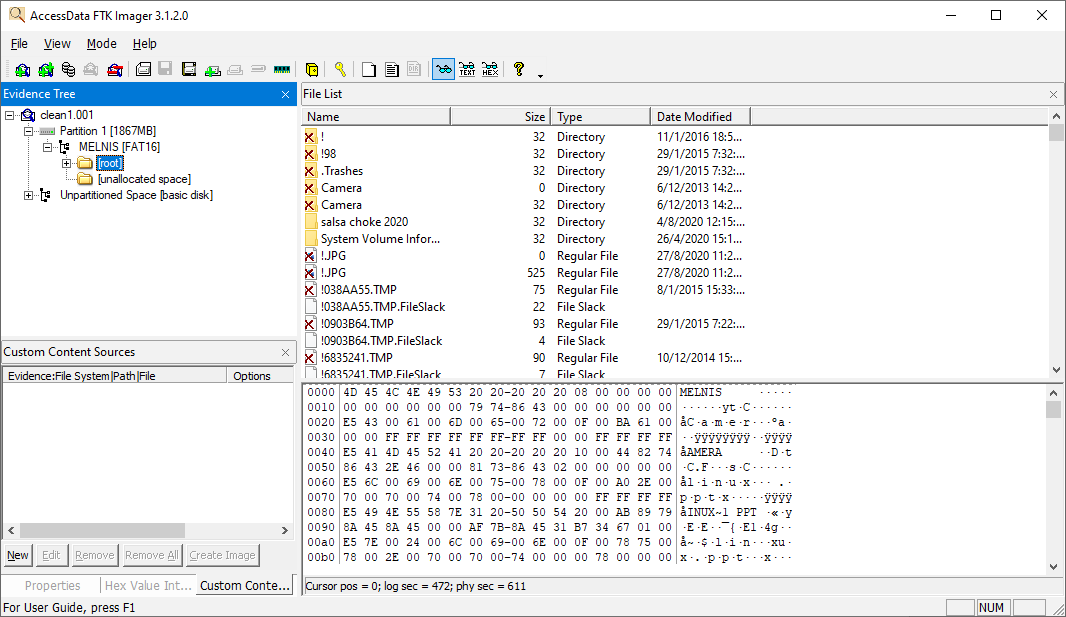 AccessData FTK Imager 3.1.2.0
File View Mode Help
Evidence Tree
clean1.001
Partition 1 [1867MB]
MELNIS [FAT16]
[root]
[unallocated space]
Unpartitioned Space [basic disk]
Custom Content Sources
Evidence:File System|Path|File Options
New Edit Remove Remove All Create Image
Properties Hex Value Int... Custom Conte...
File List
Name Size Type Date Modified
! 32 Directory 11/1/2016 18:5...
!98 32 Directory 29/1/2015 7:32:...
.Trashes 32 Directory 29/1/2015 7:32:...
Camera 0 Directory 6/12/2013 14:2...
Camera 32 Directory 6/12/2013 14:2...
salsa choke 2020 32 Directory 4/8/2020 12:15:...
System Volume Infor... 32 Directory 26/4/2020 15:1...
!.JPG 0 Regular File 27/8/2020 11:2...
!.JPG 525 Regular File 27/8/2020 11:2...
!038AA55.TMP 75 Regular File 8/1/2015 15:33:...
!038AA55.TMP.FileSlack 22 File Slack
!0903B64.TMP 93 Regular File 29/1/2015 7:22:...
!0903B64.TMP.FileSlack 4 File Slack
!6835241.TMP 90 Regular File 10/12/2014 15:...
!6835241.TMP.FileSlack 7 File Slack
0000 4D 45 4C 4E 49 53 20 20-20 20 20 08 00 00 00 00 MELNIS ·····
0010 00 00 00 00 00 00 79 74-86 43 00 00 00 00 00 00 ······yt·C······
0020 E5 43 00 61 00 6D 00 65-00 72 00 0F 00 BA 61 00 åC·a·m·e·r···ºa·
0030 00 00 FF FF FF FF FF FF-FF FF 00 00 FF FF FF FF ··ÿÿÿÿÿÿÿÿ··ÿÿÿÿ
0040 E5 41 4D 45 52 41 20 20-20 20 20 10 00 44 82 74 åAMERA ··D·t
0050 86 43 2E 46 00 00 81 73-86 43 02 00 00 00 00 00 ·C.F···s·C······
0060 E5 6C 00 69 00 6E 00 75-00 78 00 0F 00 A0 2E 00 ål·i·n·u·x··· .·
0070 70 00 70 00 74 00 78 00-00 00 00 00 FF FF FF FF p·p·t·x·····ÿÿÿÿ
0080 E5 49 4E 55 58 7E 31 20-50 50 54 20 00 AB 89 79 åINUX~1 PPT ·«·y
0090 8A 45 8A 45 00 00 AF 7B-8A 45 31 B7 34 67 01 00 ·E·E··¯{·E1·4g··
00a0 E5 7E 00 24 00 6C 00 69-00 6E 00 0F 00 78 75 00 å~·$·l·i·n···xu·
00b0 78 00 2E 00 70 00 70 00-74 00 00 00 78 00 00 00 x·.·p·p·t···x···
Cursor pos = 0; log sec = 472; phy sec = 611
For User Guide, press F1 NUM